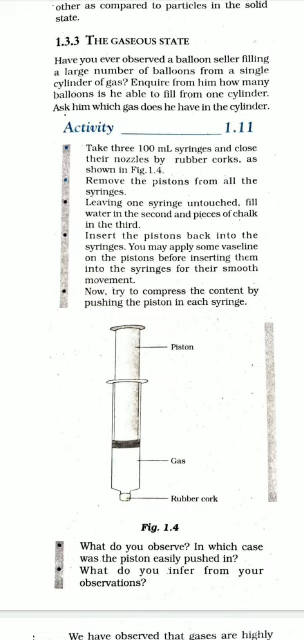 other as compared to particles in the solid
state.
1.3.3 THE GASEOUS STATE
Have you ever observed a balloon seller filling
a large number of balloons from a single
cylinder of gas? Enquire from him how many
balloons is he able to fill from one cylinder.
Ask him which gas does he have in the cylinder.
Activity ______________ 1.11
• Take three 100 mL syringes and close
their nozzles by rubber corks, as
shown in Fig.1.4.
• Remove the pistons from all the
syringes.
• Leaving one syringe untouched, fill
water in the second and pieces of chalk
in the third.
• Insert the pistons back into the
syringes. You may apply some vaseline
on the pistons before inserting them
into the syringes for their smooth
movement.
• Now, try to compress the content by
pushing the piston in each syringe.
Piston
Gas
Rubber cork
Fig. 1.4
• What do you observe? In which case
was the piston easily pushed in?
• What do you infer from your
observations?
We have observed that gases are highly